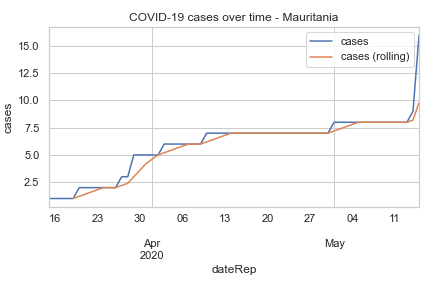 COVID-19 cases over time - Mauritania
cases
cases (rolling)
15.0
12.5
10.0
7.5
5.0
2.5
cases
16 23 30 06 13 20 27 04 11
Apr May
2020
dateRep